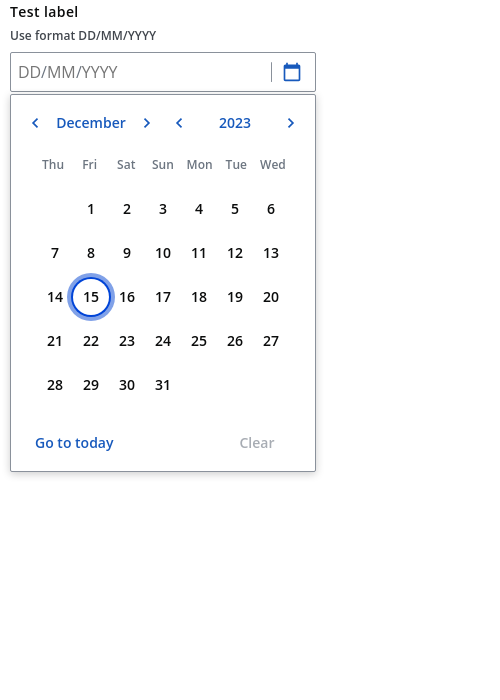 Test label
Use format DD/MM/YYYY
DD/MM/YYYY
December 2023
Thu Fri Sat Sun Mon Tue Wed
1 2 3 4 5 6
7 8 9 10 11 12 13
14 15 16 17 18 19 20
21 22 23 24 25 26 27
28 29 30 31
Go to today Clear